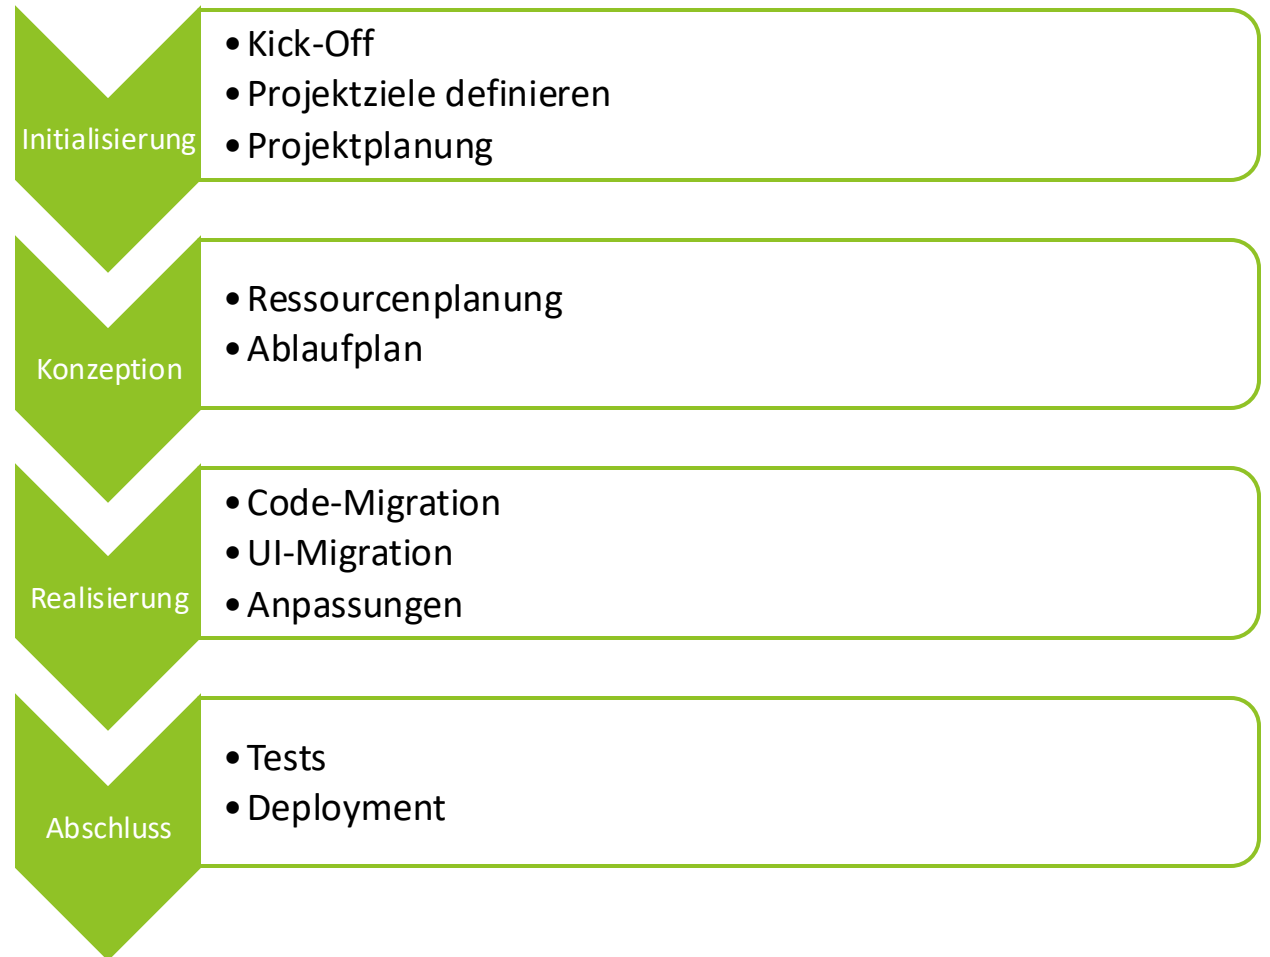 Initialisierung
• Kick-Off
• Projektziele definieren
• Projektplanung
Konzeption
• Ressourcenplanung
• Ablaufplan
Realisierung
• Code-Migration
• UI-Migration
• Anpassungen
Abschluss
• Tests
• Deployment